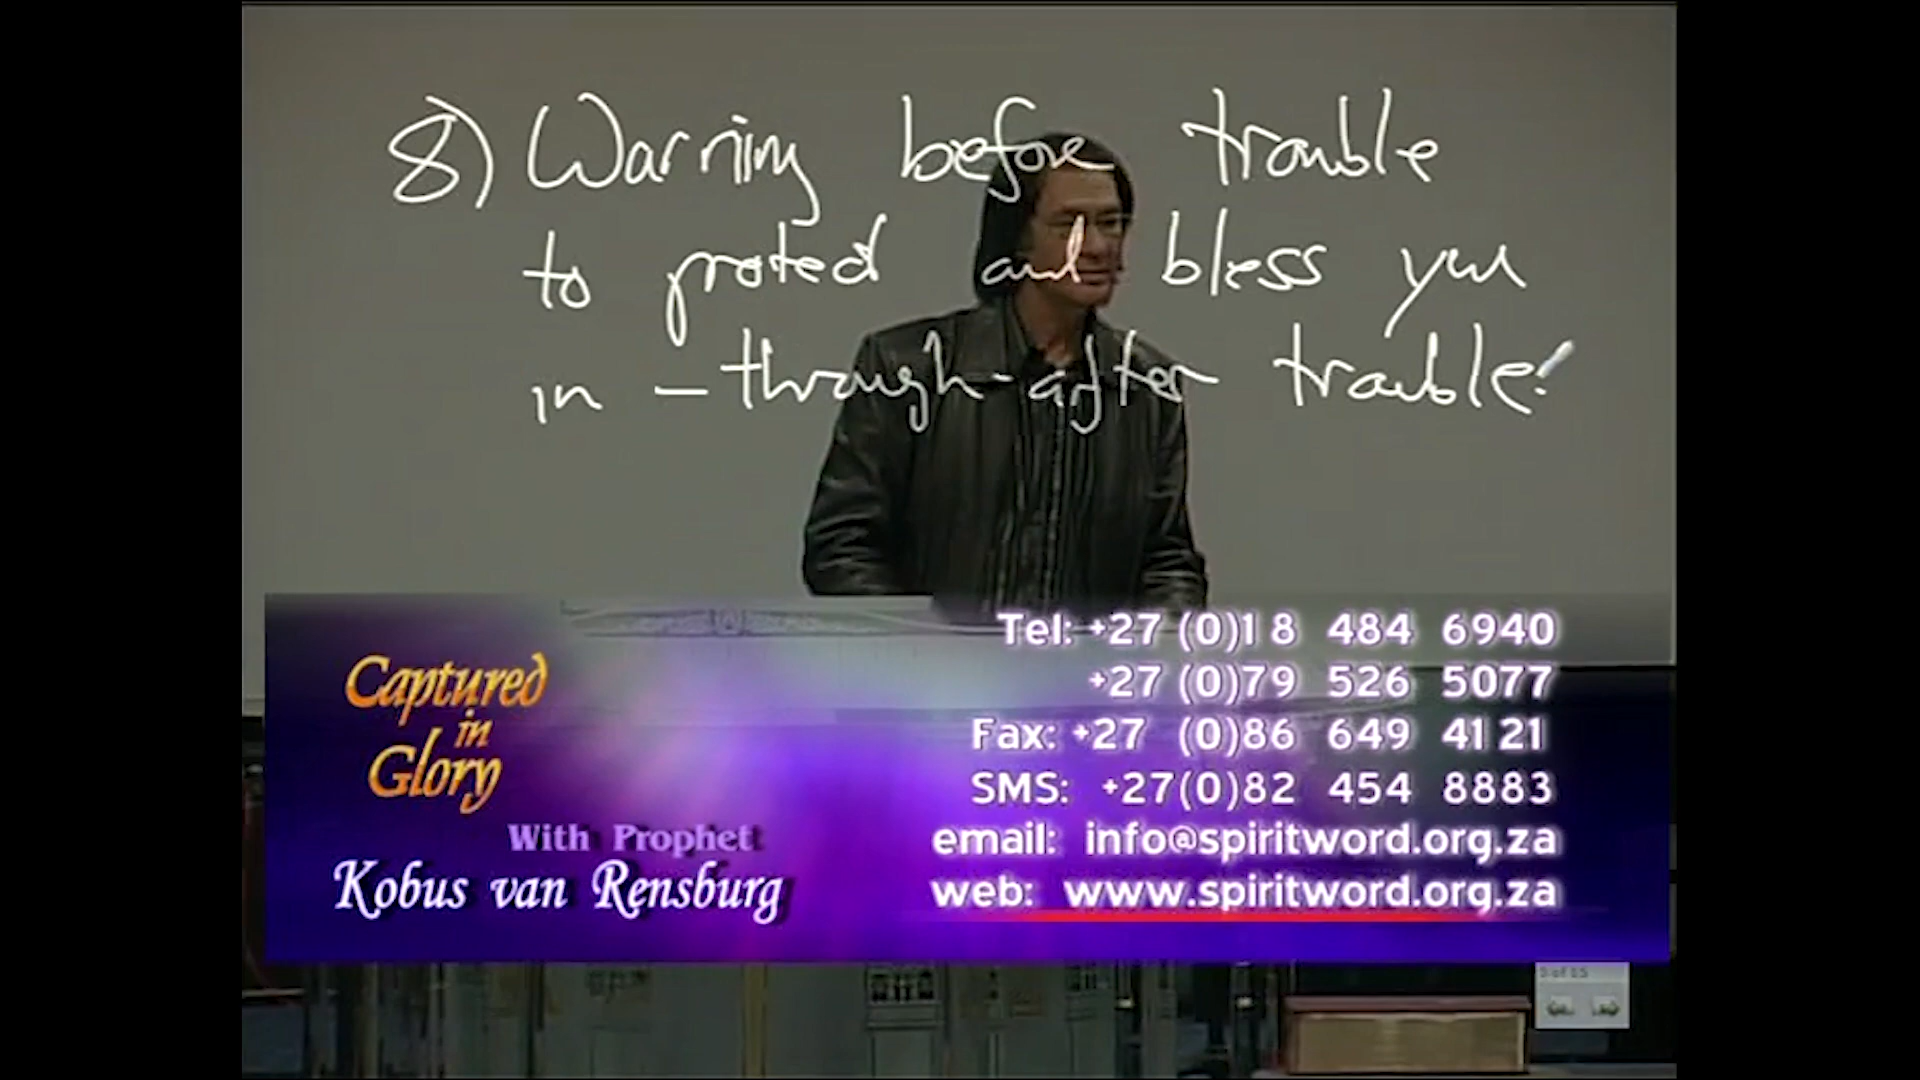 8) Warning before trouble
to protect and bless you
in - through - after trouble!
Captured
in
Glory
With Prophet
Kobus van Rensburg
Tel: +27 (0)18 484 6940
+27 (0)79 526 5077
Fax: +27 (0)86 649 4121
SMS: +27(0)82 454 8883
email: info@spiritword.org.za
web: www.spiritword.org.za